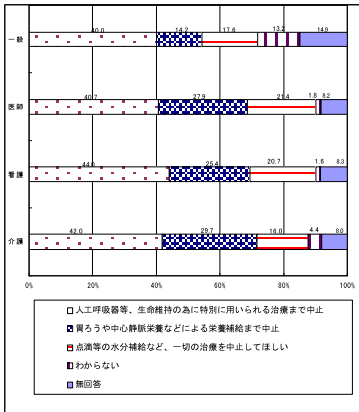 一般
40.0 14.2 17.6 13.2 14.9
医師
40.7 27.9 21.4 1.8 8.2
看護
44.0 25.4 20.7 1.6 8.3
介護
42.0 29.7 16.0 4.4 8.0
0% 20% 40% 60% 80% 100%
人工呼吸器等、生命維持の為に特別に用いられる治療まで中止
胃ろうや中心静脈栄養などによる栄養補給まで中止
点滴等の水分補給など、一切の治療を中止してほしい
わからない
無回答